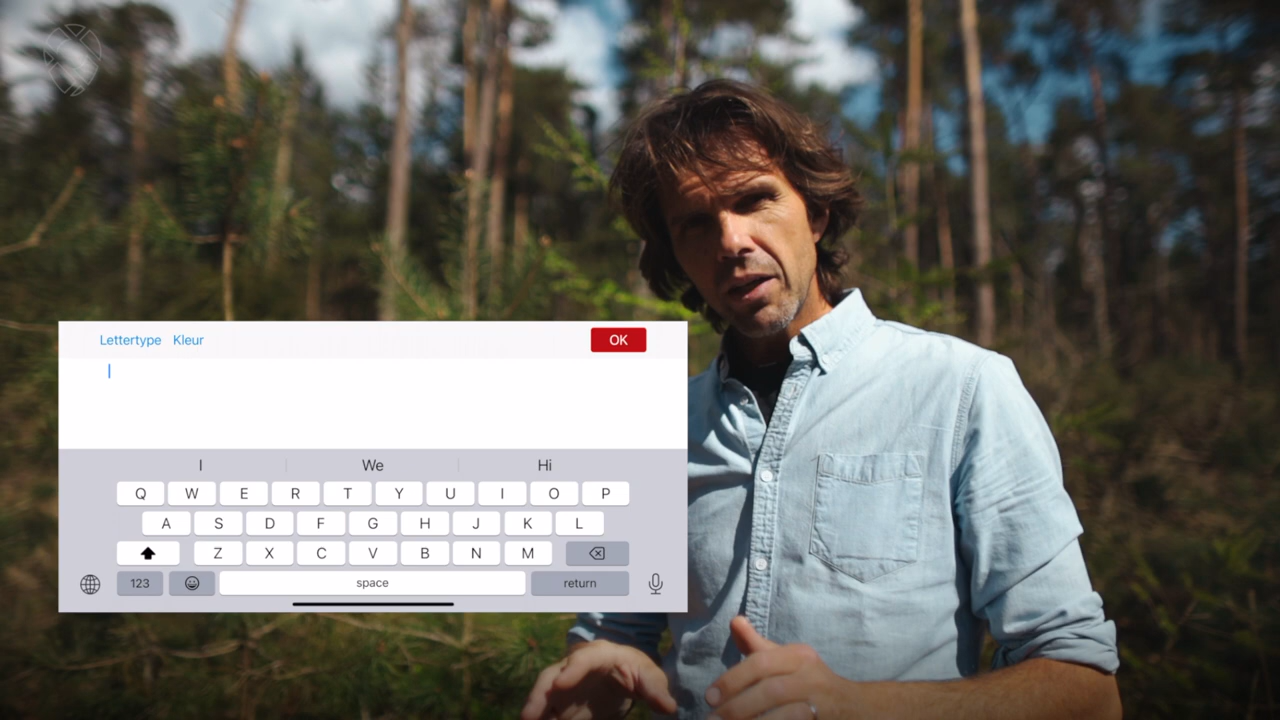 Lettertype Kleur OK
I We Hi
Q W E R T Y U I O P
A S D F G H J K L
Z X C V B N M
123 space return